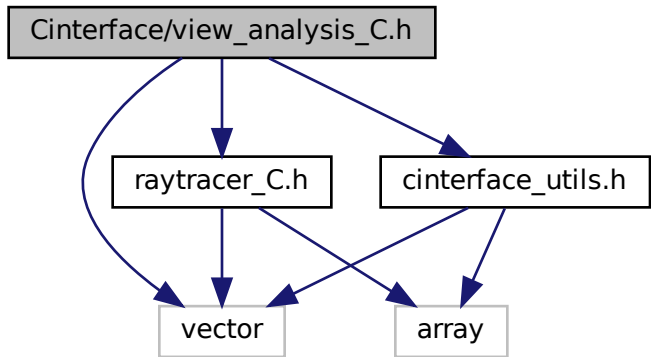 Cinterface/view_analysis_C.h
raytracer_C.h
cinterface_utils.h
vector
array